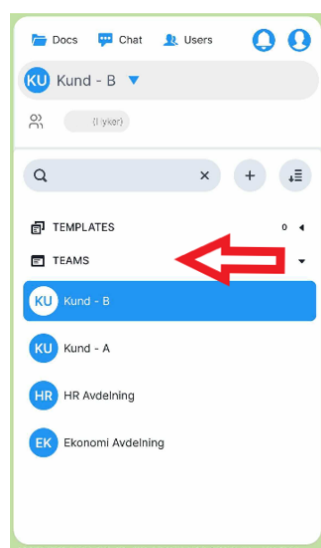 Docs Chat Users
KU Kund - B
TEMPLATES 0
TEAMS
KU Kund - B
KU Kund - A
HR HR Avdelning
EK Ekonomi Avdelning